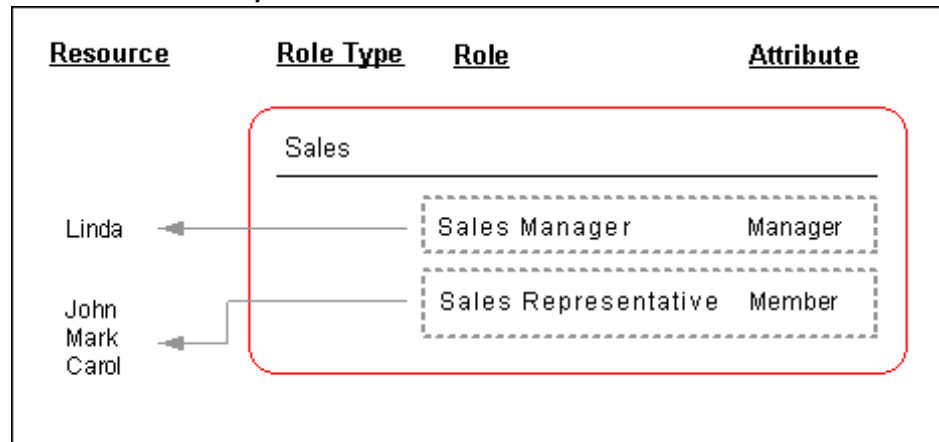 Resource Role Type Role Attribute
Sales
Linda Sales Manager Manager
Sales Representative Member
John
Mark
Carol